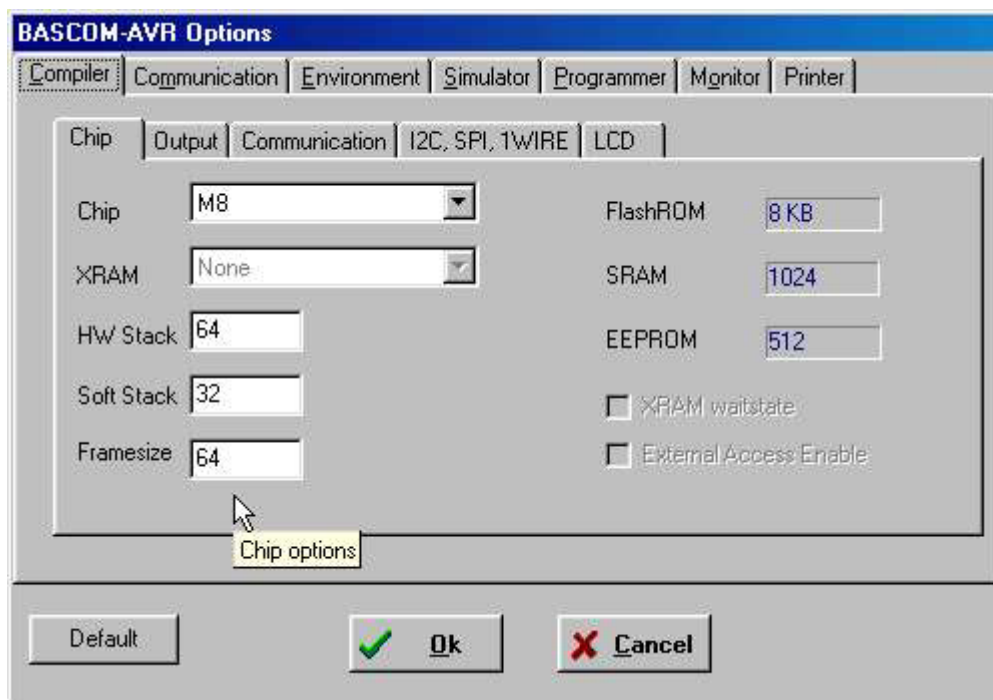 BASCOM-AVR Options
Compiler Communication Environment Simulator Programmer Monitor Printer
Chip Output Communication I2C, SPI, 1WIRE LCD
Chip M8 FlashROM 8 KB
XRAM None SRAM 1024
HW Stack 64 EEPROM 512
Soft Stack 32 XRAM waitstate
Framesize 64 External Access Enable
Chip options
Default Ok Cancel